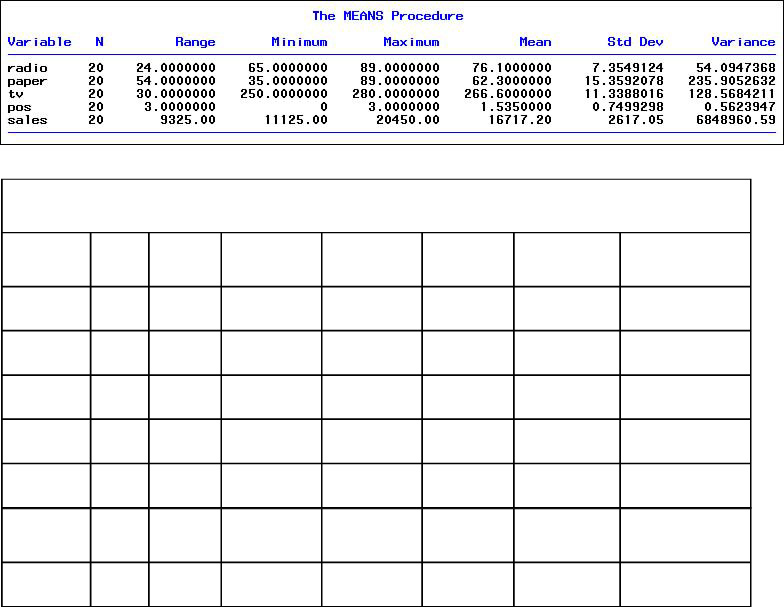 The MEANS Procedure
Variable N Range Minimum Maximum Mean Std Dev Variance
radio 20 24.0000000 65.0000000 89.0000000 76.1000000 7.3549124 54.0947368
paper 20 54.0000000 35.0000000 89.0000000 62.3000000 15.3592078 235.9052632
tv 20 30.0000000 250.0000000 280.0000000 266.6000000 11.3388016 128.5684211
pos 20 3.0000000 0 3.0000000 1.5350000 0.7499298 0.5623947
sales 20 9325.00 11125.00 20450.00 16717.20 2617.05 6848960.59